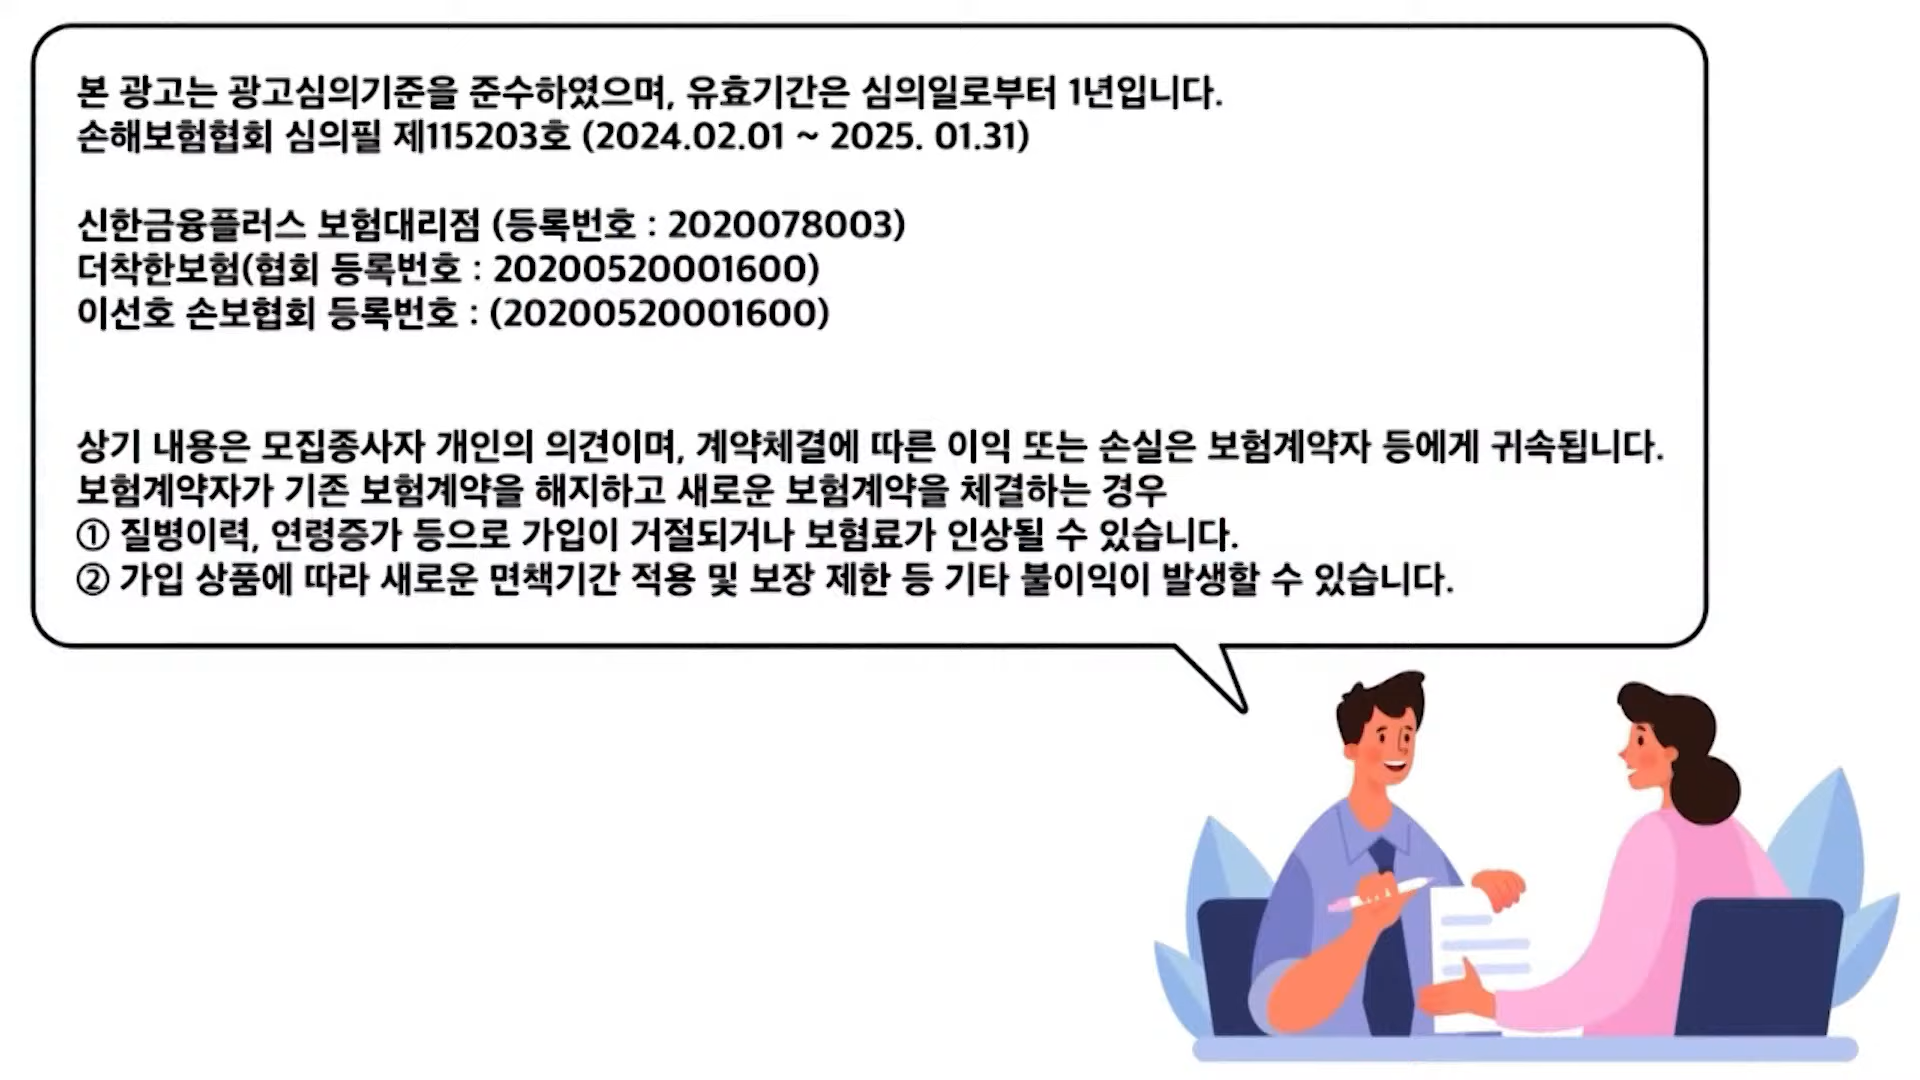 본 광고는 광고심의기준을 준수하였으며, 유효기간은 심의일로부터 1년입니다.
손해보험협회 심의필 제115203호 (2024.02.01 ~ 2025. 01.31)
신한금융플러스 보험대리점 (등록번호 : 2020078003)
더착한보험(협회 등록번호 : 20200520001600)
이선호 손보협회 등록번호 : (20200520001600)
상기 내용은 모집종사자 개인의 의견이며, 계약체결에 따른 이익 또는 손실은 보험계약자 등에게 귀속됩니다.
보험계약자가 기존 보험계약을 해지하고 새로운 보험계약을 체결하는 경우
① 질병이력, 연령증가 등으로 가입이 거절되거나 보험료가 인상될 수 있습니다.
② 가입 상품에 따라 새로운 면책기간 적용 및 보장 제한 등 기타 불이익이 발생할 수 있습니다.